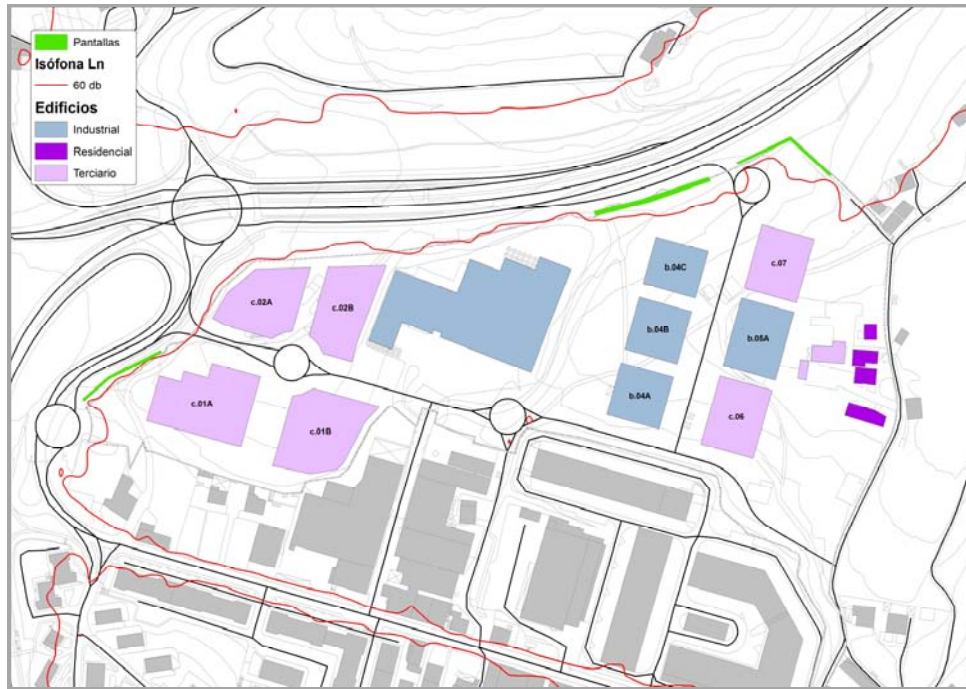 Pantallas
Isófona Ln
60 db
Edificios
Industrial
Residencial
Terciario
c.02A
c.02B
c.01A
c.01B
b.04C
b.04B
b.04A
c.07
b.05A
c.06